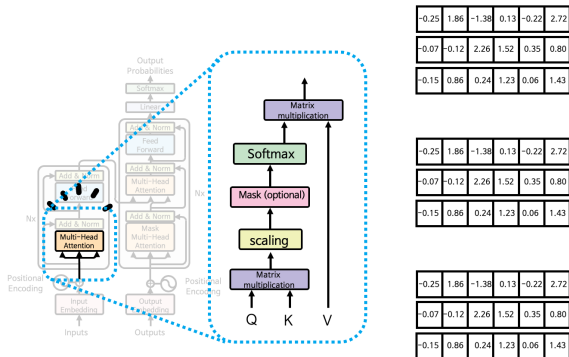 Output
Probabilities
Softmax
Linear
Add & Norm
Feed
Forward
Add & Norm
Multi-Head
Attention
Add & Norm
Mask
Multi-Head
Attention
Nx
Add & Norm
Add & Norm
Multi-Head
Attention
Nx
Positional
Encoding
Positional
Encoding
Input
Embedding
Output
Embedding
Inputs
Outputs
Matrix
multiplication
Softmax
Mask (optional)
scaling
Matrix
multiplication
Q K V
-0.25 1.86 -1.38 0.13 -0.22 2.72
-0.07 -0.12 2.26 1.52 0.35 0.80
-0.15 0.86 0.24 1.23 0.06 1.43
-0.25 1.86 -1.38 0.13 -0.22 2.72
-0.07 -0.12 2.26 1.52 0.35 0.80
-0.15 0.86 0.24 1.23 0.06 1.43
-0.25 1.86 -1.38 0.13 -0.22 2.72
-0.07 -0.12 2.26 1.52 0.35 0.80
-0.15 0.86 0.24 1.23 0.06 1.43